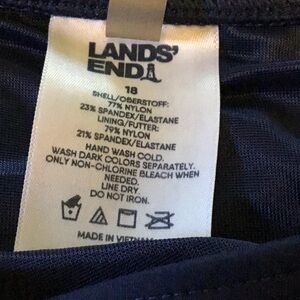 LANDS'
END
18
SHELL/OBERSTOFF:
77% NYLON
23% SPANDEX/ELASTANE
LINING/FUTTER:
79% NYLON
21% SPANDEX/ELASTANE
HAND WASH COLD.
WASH DARK COLORS SEPARATELY.
ONLY NON-CHLORINE BLEACH WHEN
NEEDED.
LINE DRY.
DO NOT IRON.
MADE IN VIETNAM